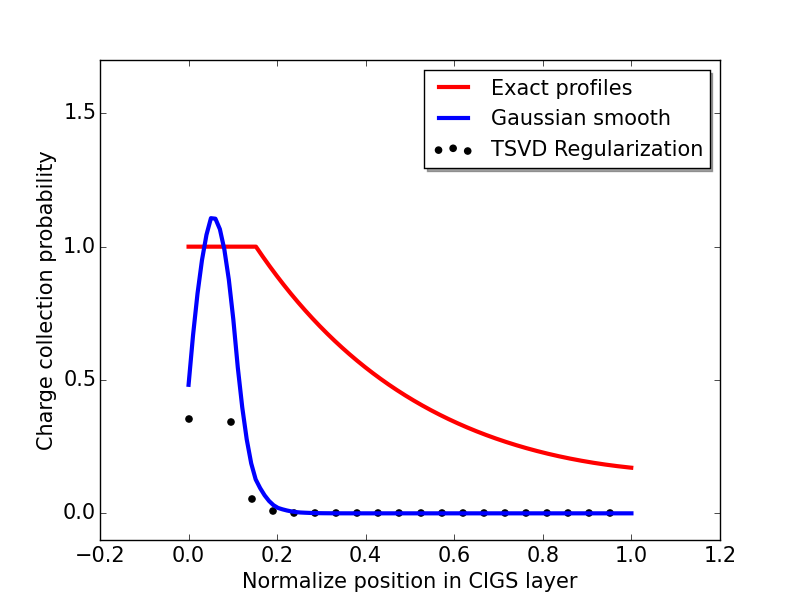 Exact profiles
Gaussian smooth
TSVD Regularization
1.5
1.0
0.5
0.0
Charge collection probability
−0.2 0.0 0.2 0.4 0.6 0.8 1.0 1.2
Normalize position in CIGS layer